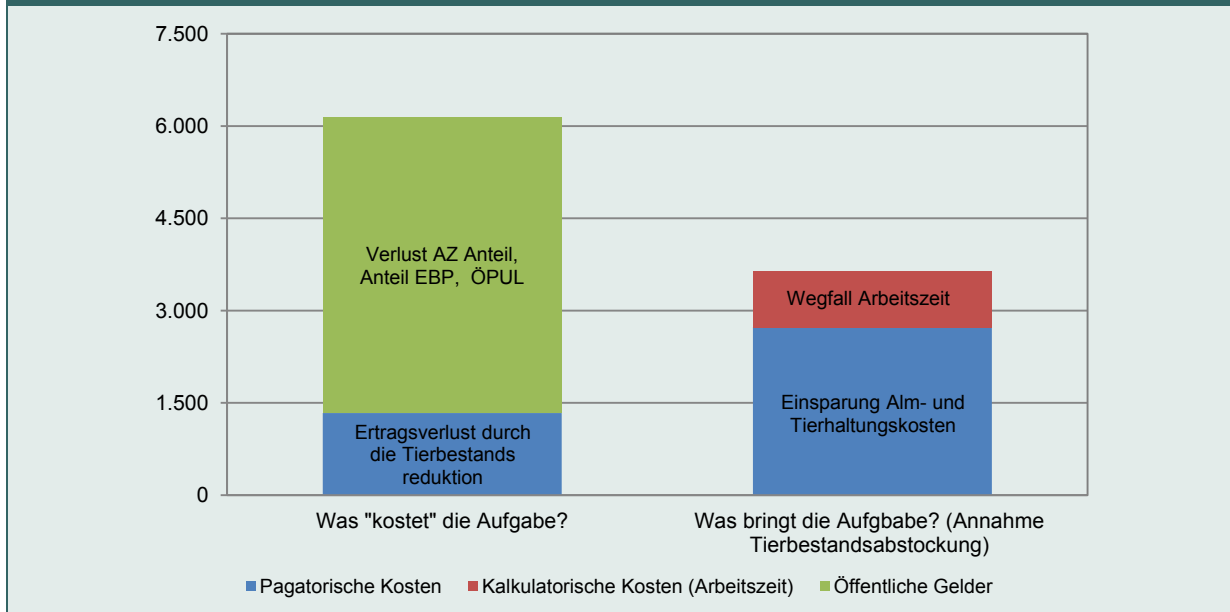 7.500
6.000
4.500
3.000
1.500
0
Verlust AZ Anteil,
Anteil EBP, ÖPUL
Ertragsverlust durch
die Tierbestands
reduktion
Wegfall Arbeitszeit
Einsparung Alm- und
Tierhaltungskosten
Was "kostet" die Aufgabe?
Was bringt die Aufgbabe? (Annahme
Tierbestandsabstockung)
Pagatorische Kosten
Kalkulatorische Kosten (Arbeitszeit)
Öffentliche Gelder